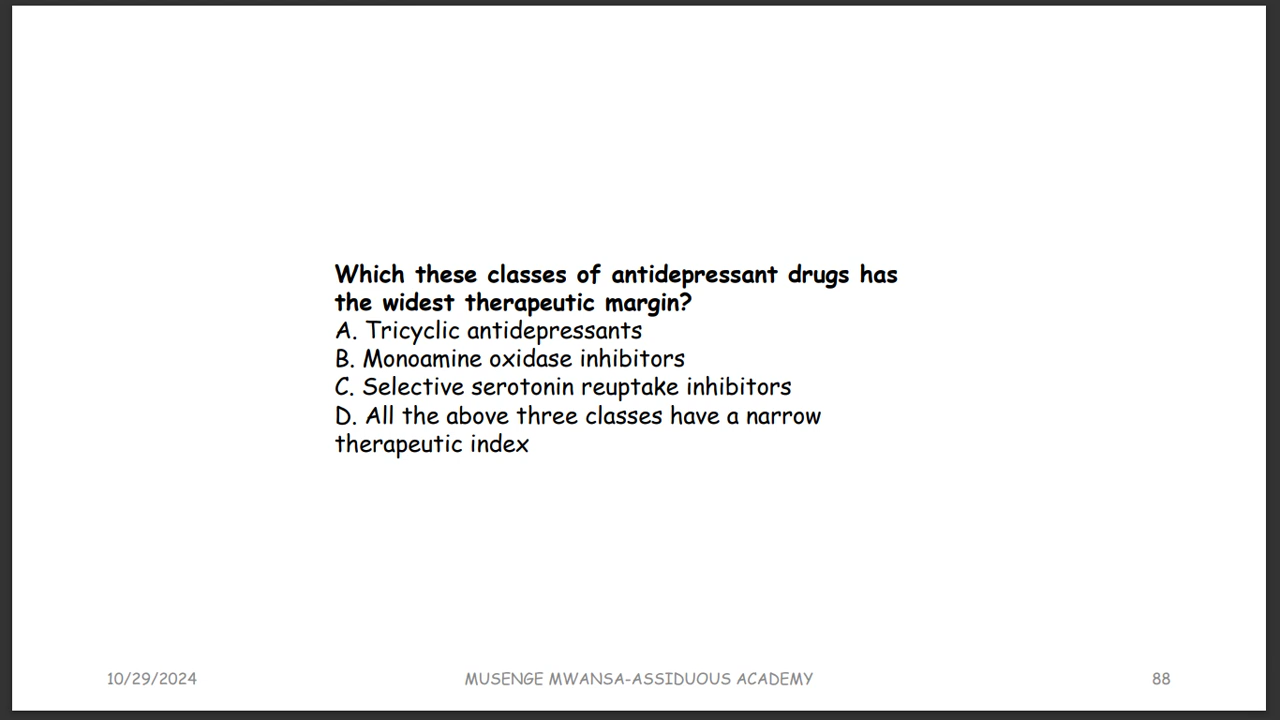 Which these classes of antidepressant drugs has
the widest therapeutic margin?
A. Tricyclic antidepressants
B. Monoamine oxidase inhibitors
C. Selective serotonin reuptake inhibitors
D. All the above three classes have a narrow
therapeutic index
10/29/2024
MUSENGE MWANSA-ASSIDUOUS ACADEMY
88